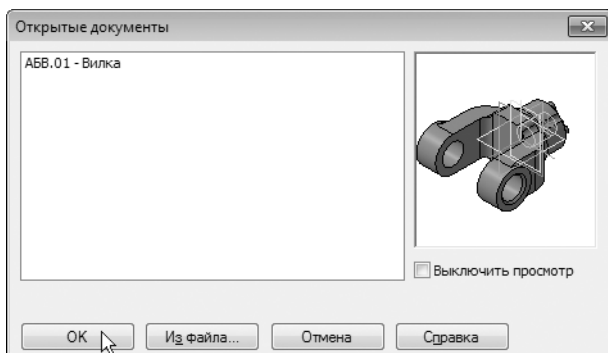 Открытые документы
АБВ.01 - Вилка
Выключить просмотр
OK
Из файла...
Отмена
Справка